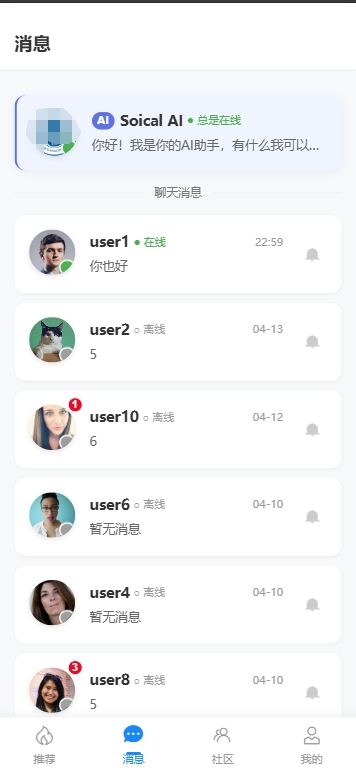 消息
AI Soical AI ● 总是在线
你好！我是你的AI助手，有什么我可以...
聊天消息
user1 ● 在线 22:59
你也好
user2 ○ 离线 04-13
5
1
user10 ○ 离线 04-12
6
user6 ○ 离线 04-10
暂无消息
user4 ○ 离线 04-10
暂无消息
3
user8 ○ 离线 04-10
5
推荐 消息 社区 我的